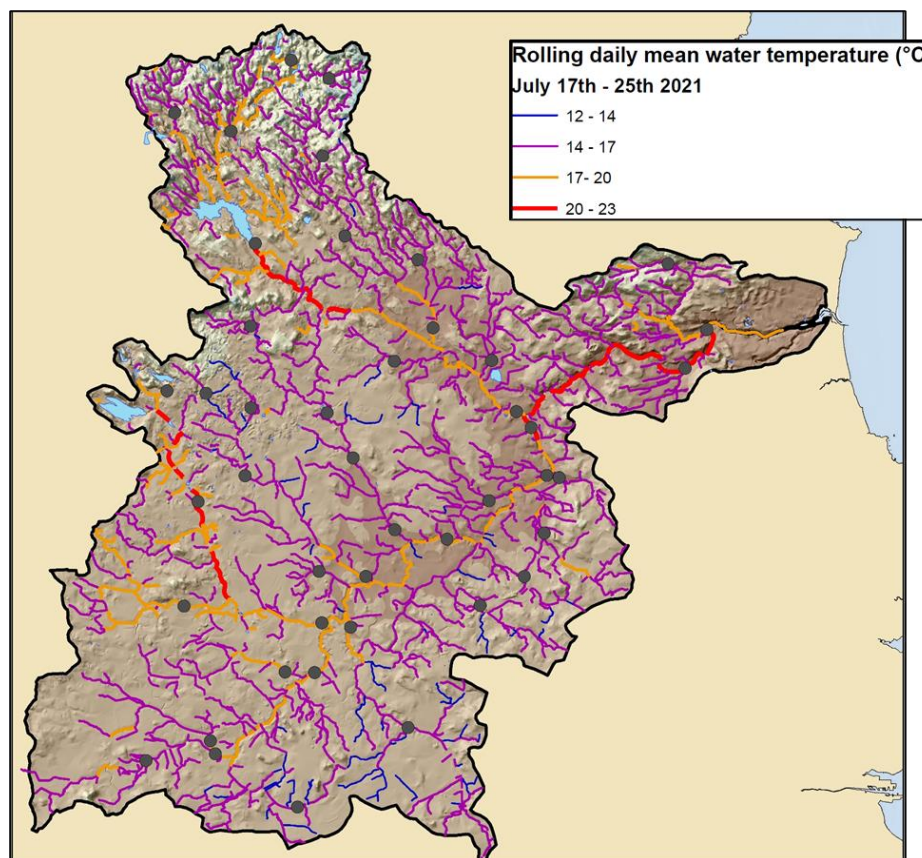 Rolling daily mean water temperature (°C
July 17th - 25th 2021
12 - 14
14 - 17
17- 20
20 - 23